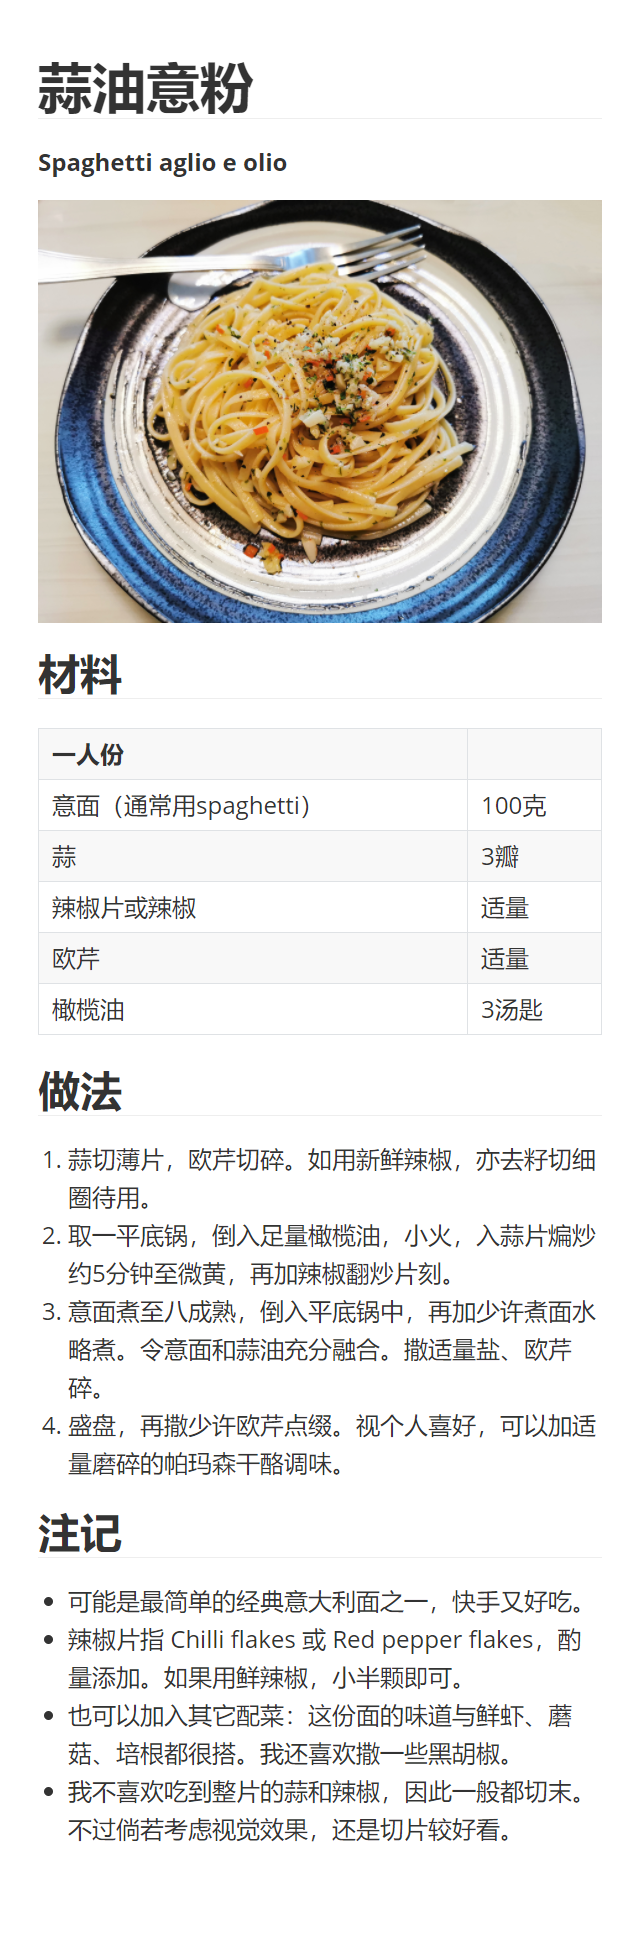 蒜油意粉
Spaghetti aglio e olio
材料
一人份
意面（通常用spaghetti） 100克
蒜 3瓣
辣椒片或辣椒 适量
欧芹 适量
橄榄油 3汤匙
做法
1. 蒜切薄片，欧芹切碎。如用新鲜辣椒，亦去籽切细
圈待用。
2. 取一平底锅，倒入足量橄榄油，小火，入蒜片煸炒
约5分钟至微黄，再加辣椒翻炒片刻。
3. 意面煮至八成熟，倒入平底锅中，再加少许煮面水
略煮。令意面和蒜油充分融合。撒适量盐、欧芹
碎。
4. 盛盘，再撒少许欧芹点缀。视个人喜好，可以加适
量磨碎的帕玛森干酪调味。
注记
• 可能是最简单的经典意大利面之一，快手又好吃。
• 辣椒片指 Chilli flakes 或 Red pepper flakes，酌
量添加。如果用鲜辣椒，小半颗即可。
• 也可以加入其它配菜：这份面的味道与鲜虾、蘑
菇、培根都很搭。我还喜欢撒一些黑胡椒。
• 我不喜欢吃到整片的蒜和辣椒，因此一般都切末。
不过倘若考虑视觉效果，还是切片较好看。